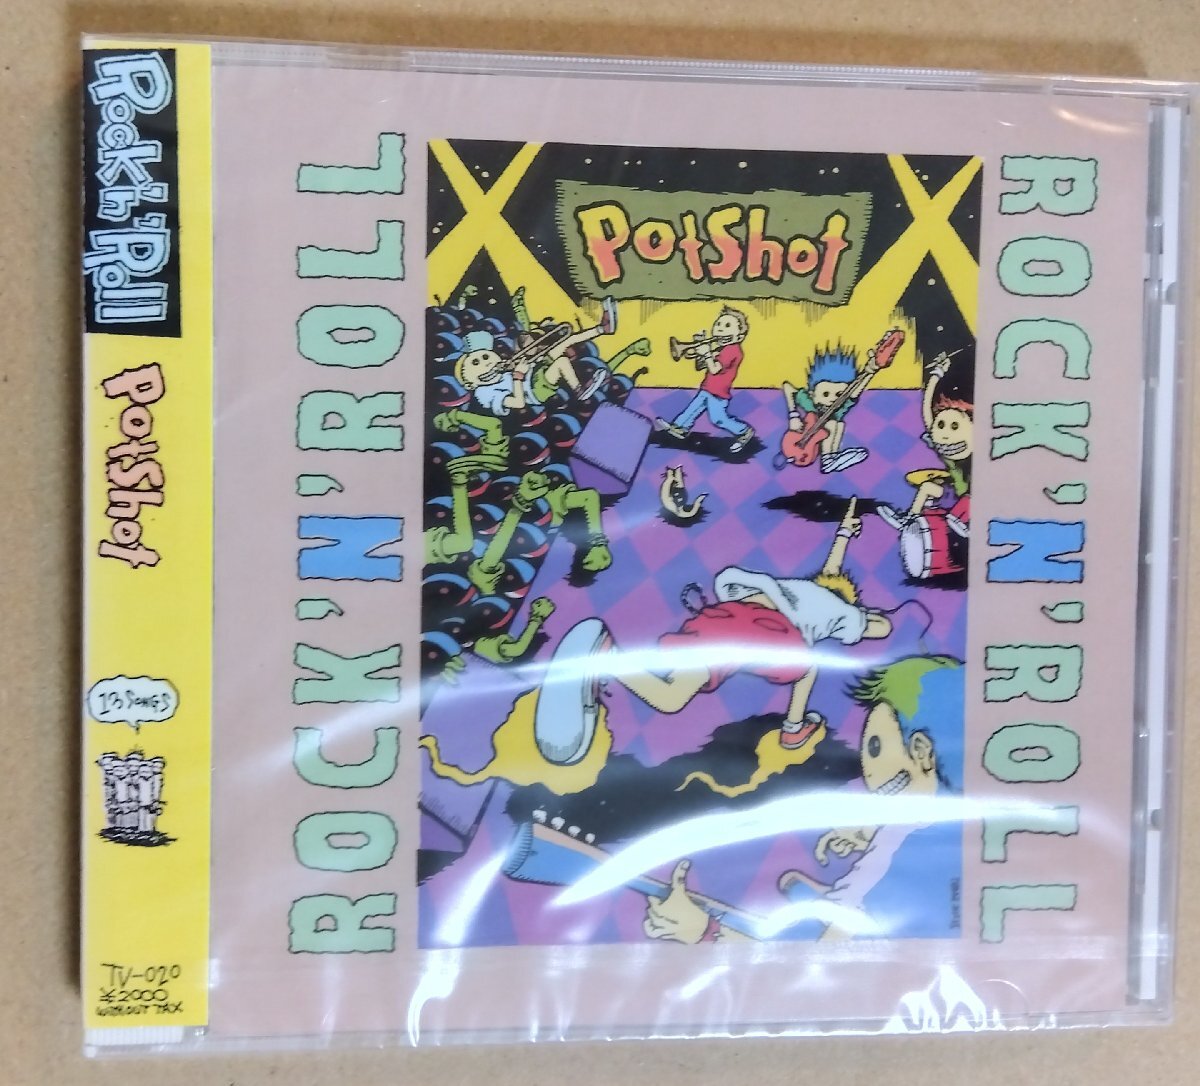 Rock'n'Roll
PotShot
13 SONGS
TV-020
¥2000
WITHOUT TAX
ROCK'N'ROLL
PotShot
ROCK'N'ROLL